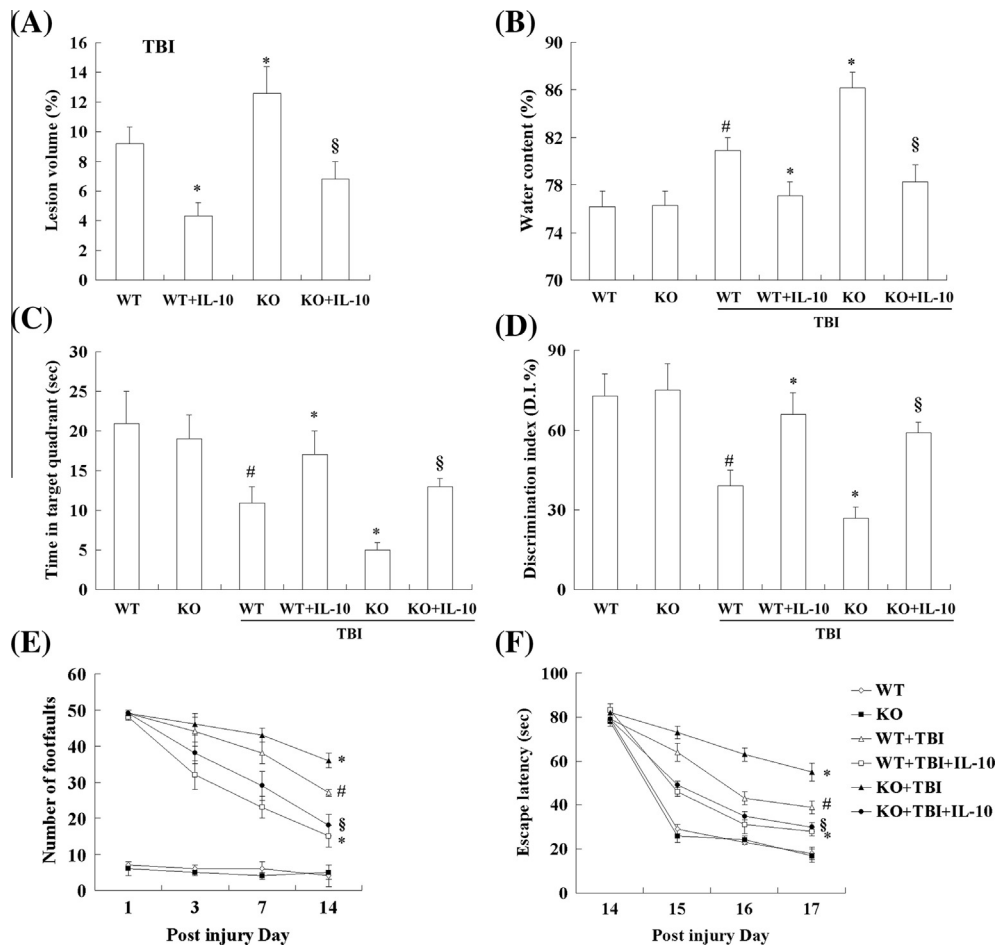 (A)
TBI
Lesion volume (%)
16
14
12
10
8
6
4
2
0
*
*
§
WT WT+IL-10 KO KO+IL-10
(B)
Water content (%)
90
86
82
78
74
70
#
*
*
§
WT KO WT WT+IL-10 KO KO+IL-10
TBI
(C)
Time in target quadrant (sec)
30
25
20
15
10
5
0
#
*
*
§
WT KO WT WT+IL-10 KO KO+IL-10
TBI
(D)
Discrimination index (D.I.%)
90
60
30
0
#
*
*
§
WT KO WT WT+IL-10 KO KO+IL-10
TBI
(E)
Number of footfaults
60
50
40
30
20
10
0
*
#
§
*
1 3 7 14
Post injury Day
(F)
Escape latency (sec)
100
80
60
40
20
0
*
#
§
*
14 15 16 17
Post injury Day
WT
KO
WT+TBI
WT+TBI+IL-10
KO+TBI
KO+TBI+IL-10